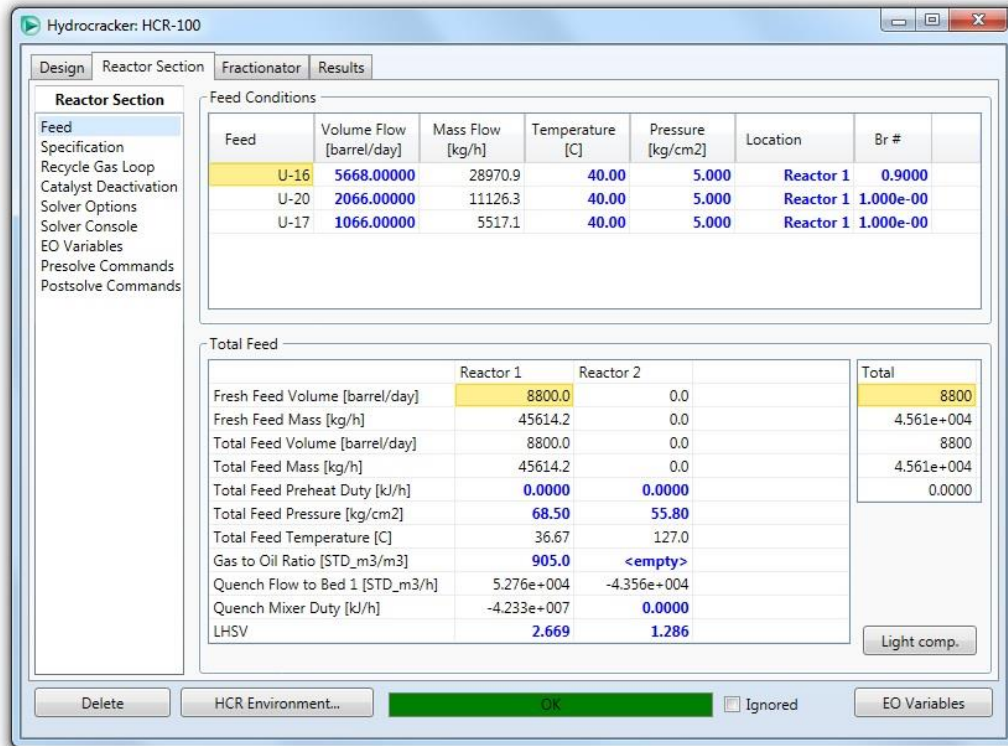 Hydrocracker: HCR-100
Design Reactor Section Fractionator Results
Reactor Section
Feed
Specification
Recycle Gas Loop
Catalyst Deactivation
Solver Options
Solver Console
EO Variables
Presolve Commands
Postsolve Commands
Feed Conditions
Feed Volume Flow [barrel/day] Mass Flow [kg/h] Temperature [C] Pressure [kg/cm2] Location Br #
U-16 5668.00000 28970.9 40.00 5.000 Reactor 1 0.9000
U-20 2066.00000 11126.3 40.00 5.000 Reactor 1 1.000e-00
U-17 1066.00000 5517.1 40.00 5.000 Reactor 1 1.000e-00
Total Feed
Reactor 1 Reactor 2 Total
Fresh Feed Volume [barrel/day] 8800.0 0.0 8800
Fresh Feed Mass [kg/h] 45614.2 0.0 4.561e+004
Total Feed Volume [barrel/day] 8800.0 0.0 8800
Total Feed Mass [kg/h] 45614.2 0.0 4.561e+004
Total Feed Preheat Duty [kJ/h] 0.0000 0.0000 0.0000
Total Feed Pressure [kg/cm2] 68.50 55.80
Total Feed Temperature [C] 36.67 127.0
Gas to Oil Ratio [STD_m3/m3] 905.0 <empty>
Quench Flow to Bed 1 [STD_m3/h] 5.276e+004 -4.356e+004
Quench Mixer Duty [kJ/h] -4.233e+007 0.0000
LHSV 2.669 1.286
Light comp.
Delete HCR Environment... OK Ignored EO Variables